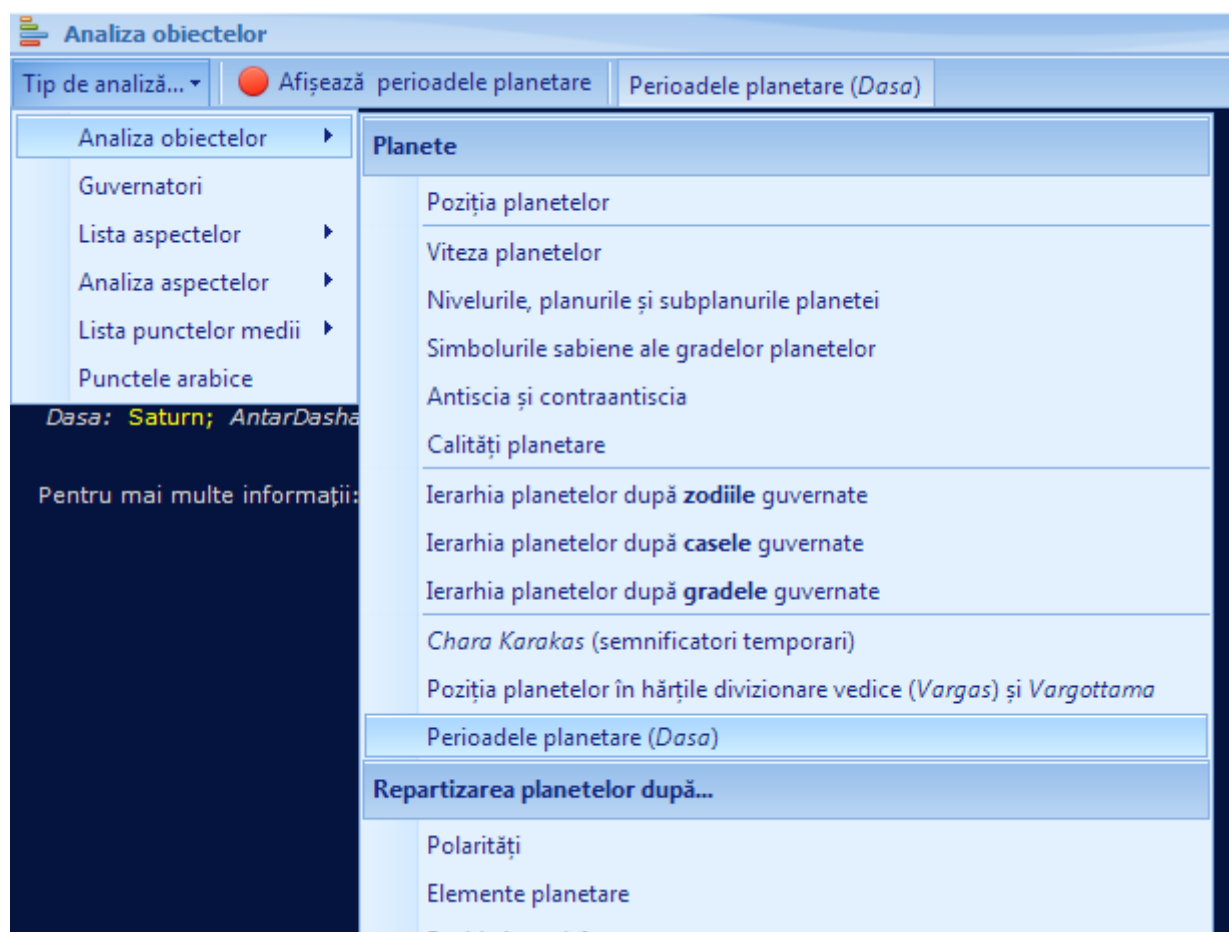 Analiza obiectelor
Tip de analiză... Afișează perioadele planetare Perioadele planetare (Dasa)
Analiza obiectelor
Guvernatori
Lista aspectelor
Analiza aspectelor
Lista punctelor medii
Punctele arabice
Dasa: Saturn; AntarDasha
Pentru mai multe informații:
Planete
Poziția planetelor
Viteza planetelor
Nivelurile, planurile și subplanurile planetei
Simbolurile sabiene ale gradelor planetelor
Antiscia și contraantiscia
Calități planetare
Ierarhia planetelor după zodiile guvernate
Ierarhia planetelor după casele guvernate
Ierarhia planetelor după gradele guvernate
Chara Karakas (semnificatori temporari)
Poziția planetelor în hărțile divizionare vedice (Vargas) și Vargottama
Perioadele planetare (Dasa)
Repartizarea planetelor după...
Polarități
Elemente planetare